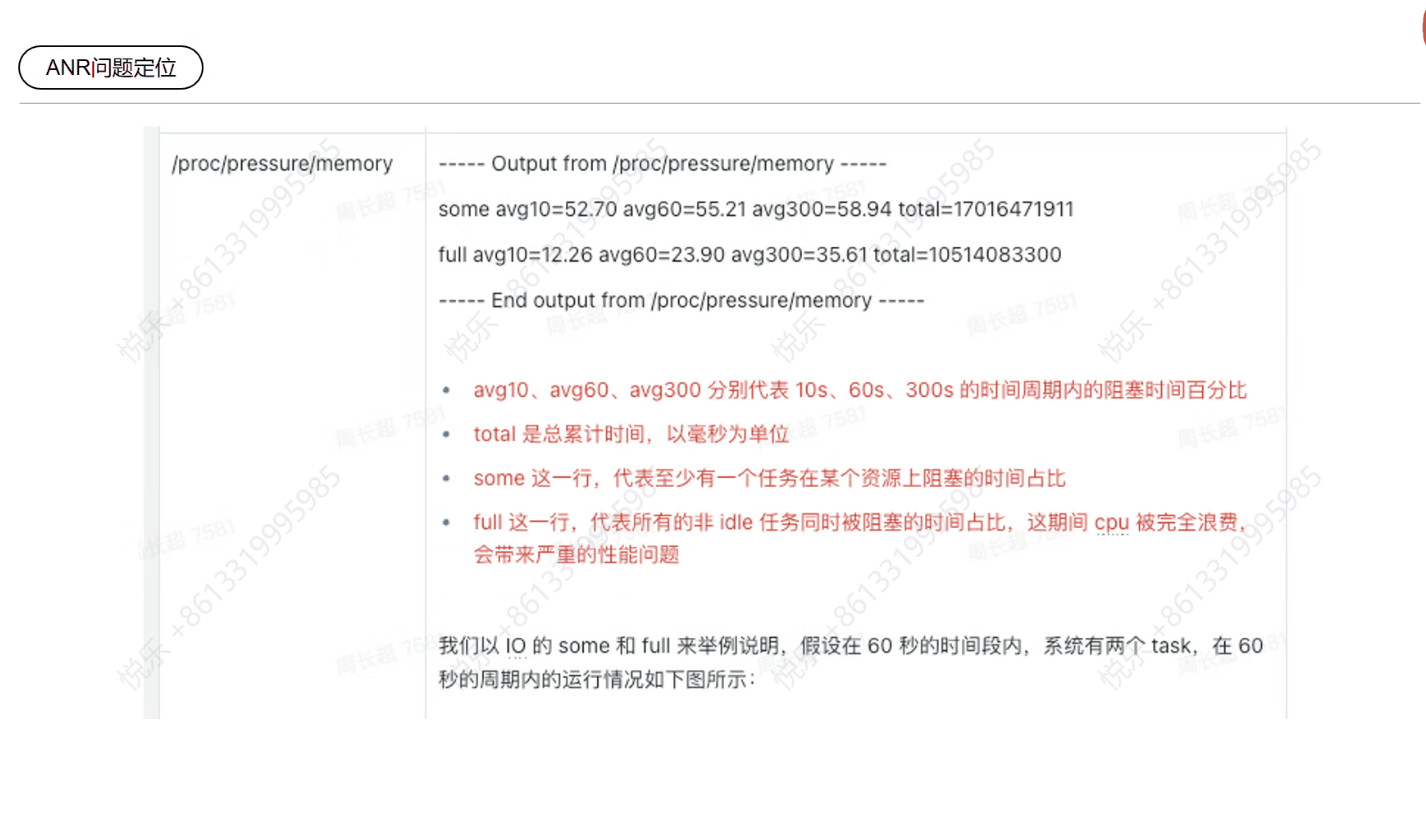 ANR问题定位
/proc/pressure/memory
----- Output from /proc/pressure/memory -----
some avg10=52.70 avg60=55.21 avg300=58.94 total=17016471911
full avg10=12.26 avg60=23.90 avg300=35.61 total=10514083300
----- End output from /proc/pressure/memory -----
• avg10、avg60、avg300 分别代表 10s、60s、300s 的时间周期内的阻塞时间百分比
• total 是总累计时间，以毫秒为单位
• some 这一行，代表至少有一个任务在某个资源上阻塞的时间占比
• full 这一行，代表所有的非 idle 任务同时被阻塞的时间占比，这期间 cpu 被完全浪费，
会带来严重的性能问题
我们以 IO 的 some 和 full 来举例说明，假设在 60 秒的时间段内，系统有两个 task，在 60
秒的周期内的运行情况如下图所示：
悦乐 +8613319995985
周长超 7581